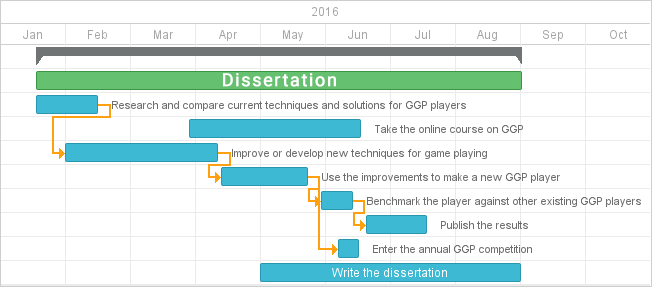 2016
Jan Feb Mar Apr May Jun Jul Aug Sep Oct
Dissertation
Research and compare current techniques and solutions for GGP players
Take the online course on GGP
Improve or develop new techniques for game playing
Use the improvements to make a new GGP player
Benchmark the player against other existing GGP players
Publish the results
Enter the annual GGP competition
Write the dissertation